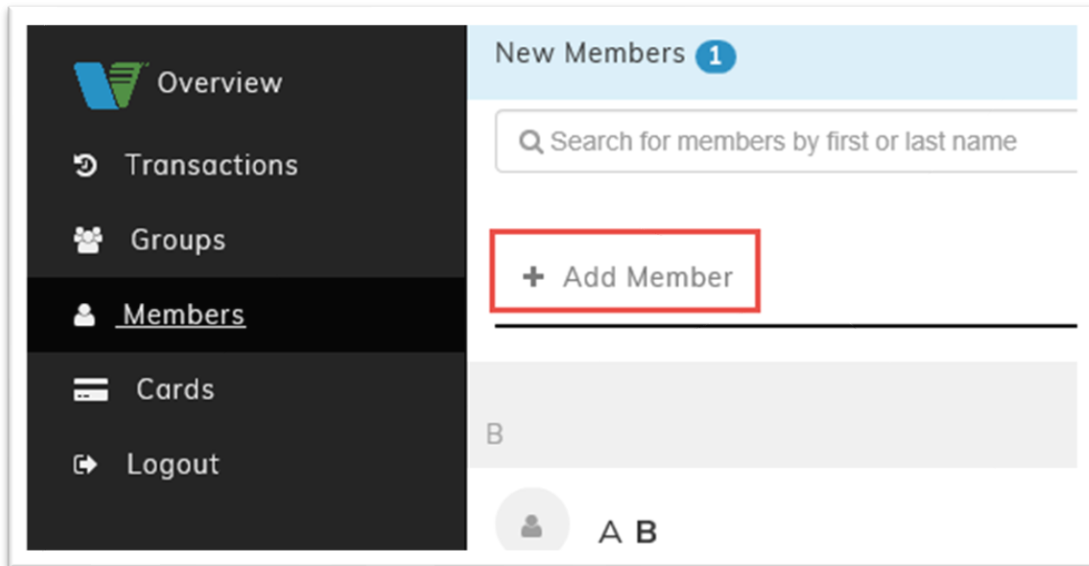 Overview
Transactions
Groups
Members
Cards
Logout
New Members 1
Search for members by first or last name
+ Add Member
B
A B